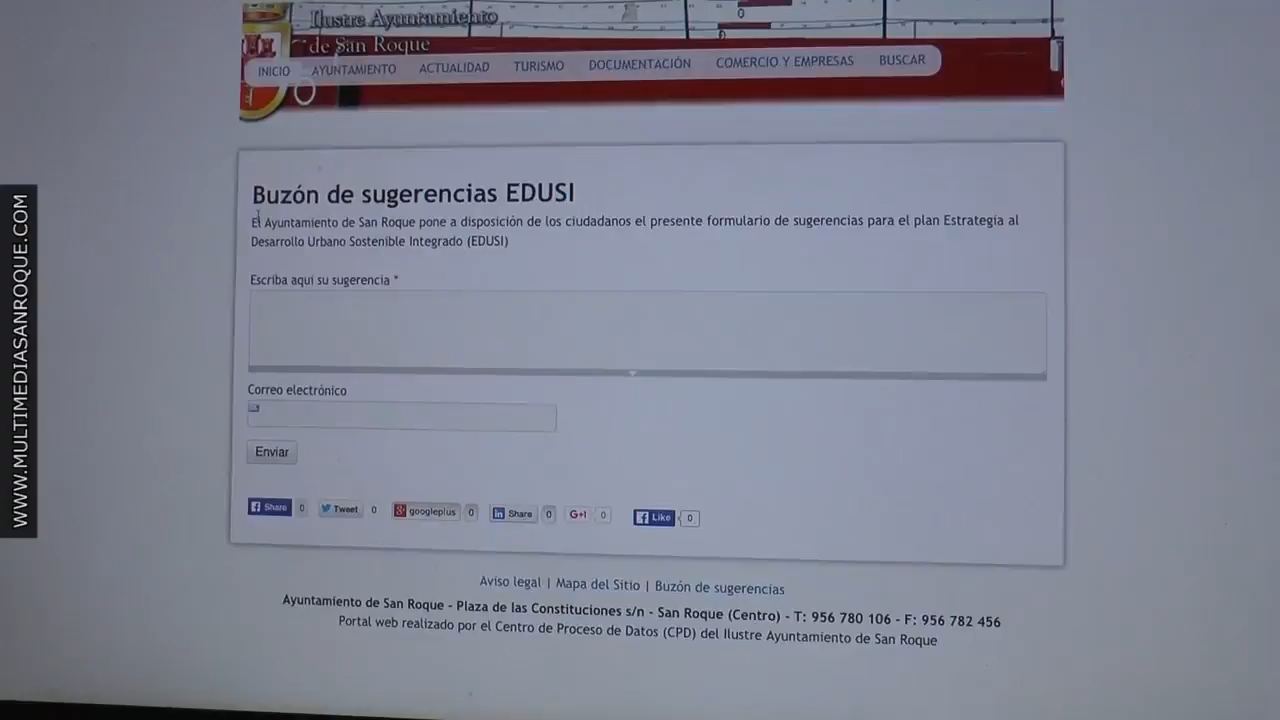 Ilustre Ayuntamiento
de San Roque
INICIO AYUNTAMIENTO ACTUALIDAD TURISMO DOCUMENTACIÓN COMERCIO Y EMPRESAS BUSCAR
Buzón de sugerencias EDUSI
El Ayuntamiento de San Roque pone a disposición de los ciudadanos el presente formulario de sugerencias para el plan Estrategia al
Desarrollo Urbano Sostenible Integrado (EDUSI)
Escriba aquí su sugerencia *
Correo electrónico
Enviar
Share 0 Tweet 0 googleplus 0 Share 0 G+1 0 Like 0
Aviso legal | Mapa del Sitio | Buzón de sugerencias
Ayuntamiento de San Roque - Plaza de las Constituciones s/n - San Roque (Centro) - T: 956 780 106 - F: 956 782 456
Portal web realizado por el Centro de Proceso de Datos (CPD) del Ilustre Ayuntamiento de San Roque
WWW.MULTIMEDIASANROQUE.COM